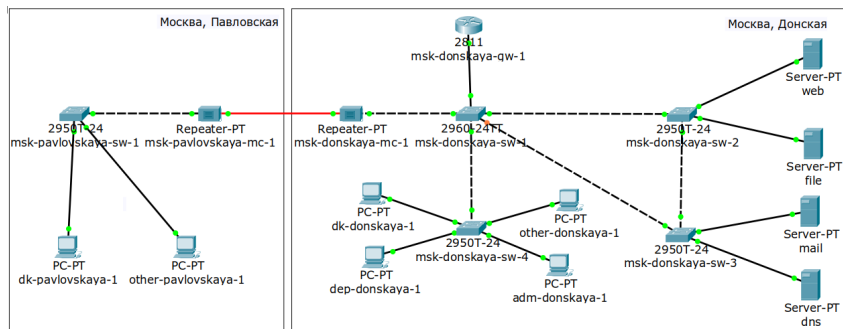 Москва, Павловская
Москва, Донская
2811
msk-donskaya-gw-1
Server-PT
web
2950T-24
msk-pavlovskaya-sw-1
Repeater-PT
msk-pavlovskaya-mc-1
Repeater-PT
msk-donskaya-mc-1
2960-24TT
msk-donskaya-sw-1
2950T-24
msk-donskaya-sw-2
Server-PT
file
PC-PT
dk-donskaya-1
PC-PT
other-donskaya-1
2950T-24
msk-donskaya-sw-4
2950T-24
msk-donskaya-sw-3
Server-PT
mail
PC-PT
dk-pavlovskaya-1
PC-PT
other-pavlovskaya-1
PC-PT
dep-donskaya-1
PC-PT
adm-donskaya-1
Server-PT
dns